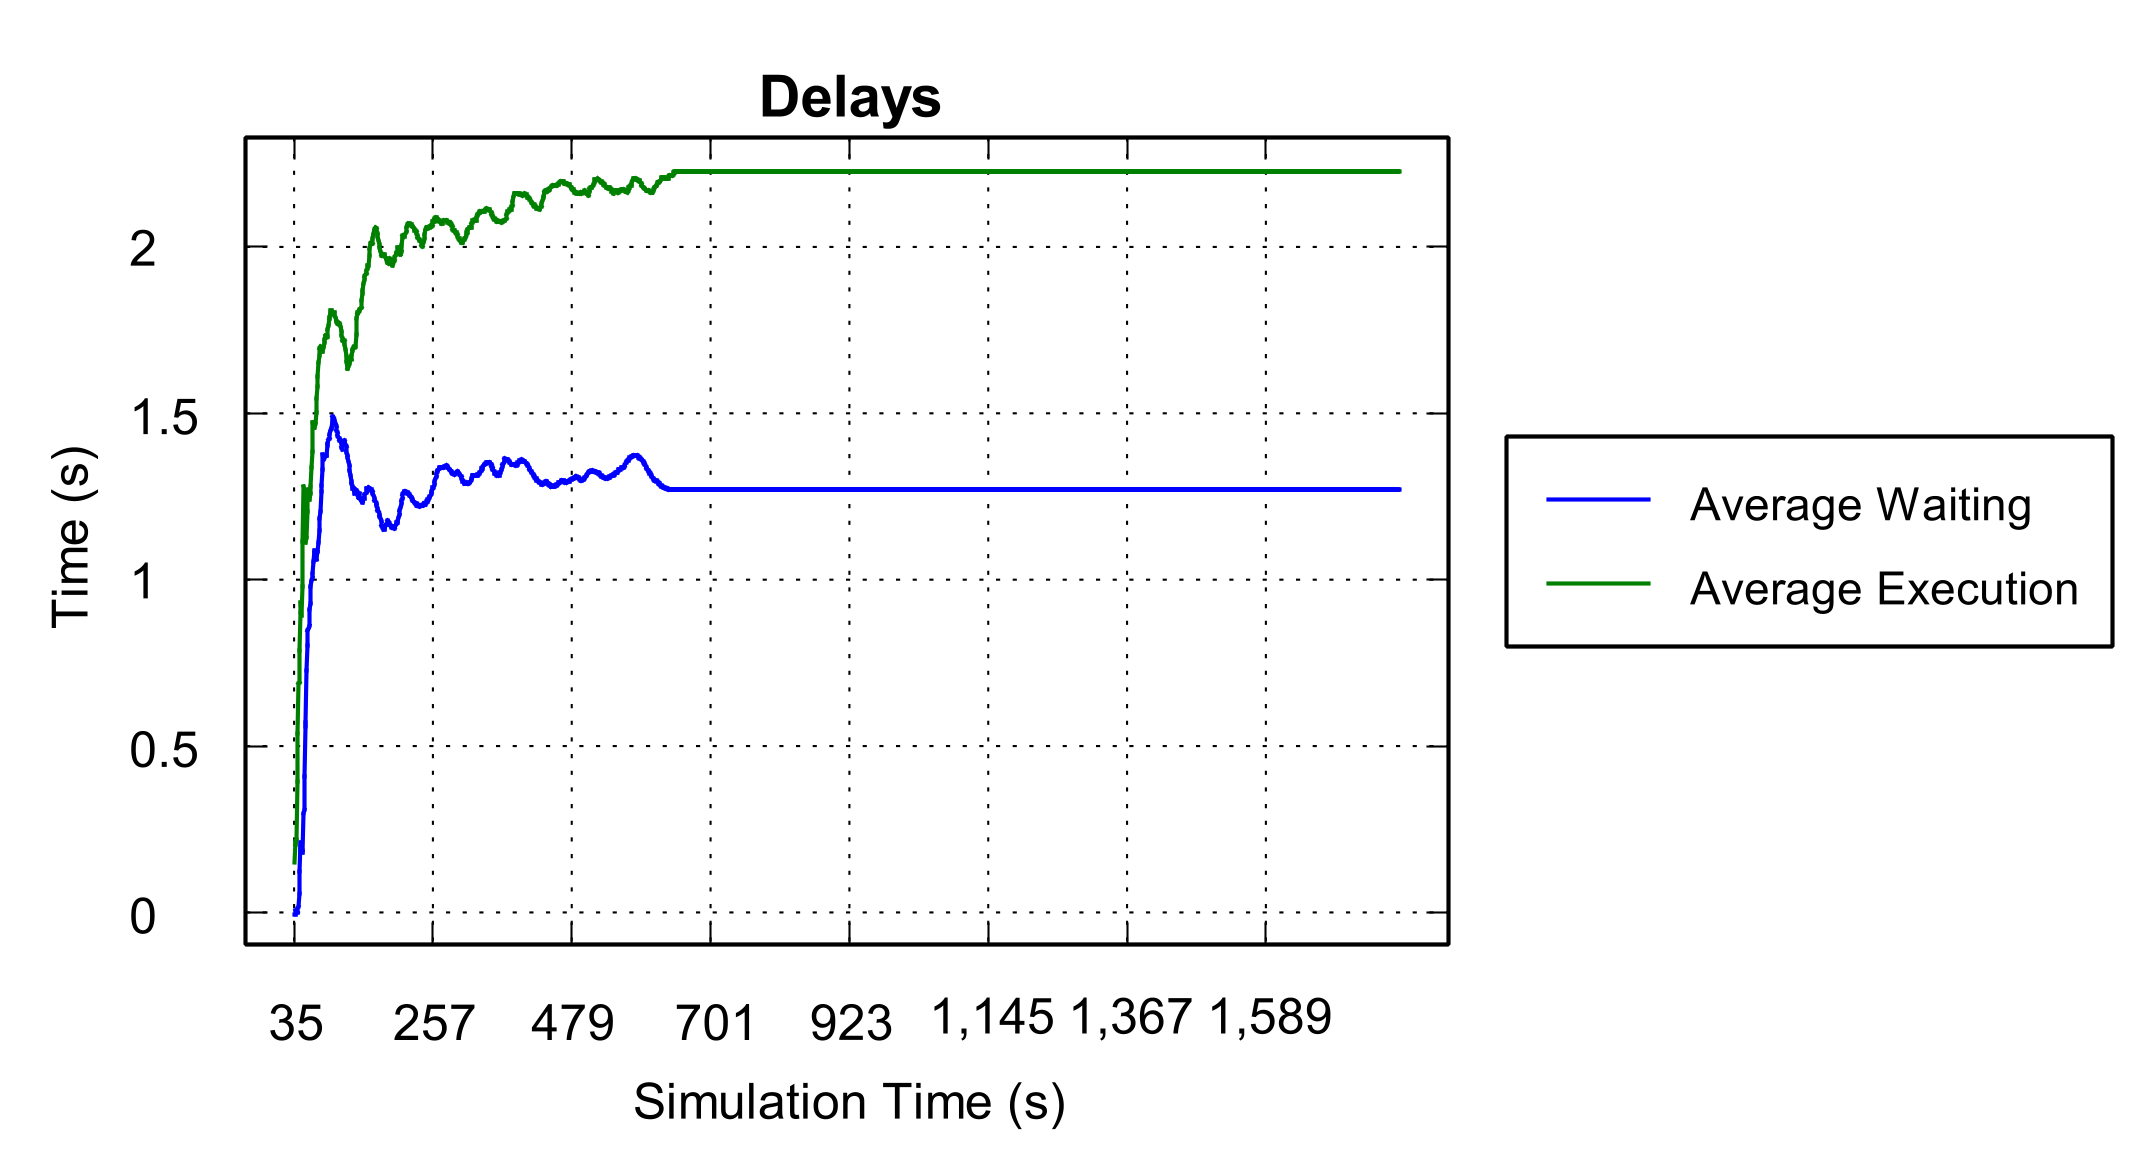 Delays
Time (s)
2
1.5
1
0.5
0
35 257 479 701 923 1,145 1,367 1,589
Simulation Time (s)
Average Waiting
Average Execution